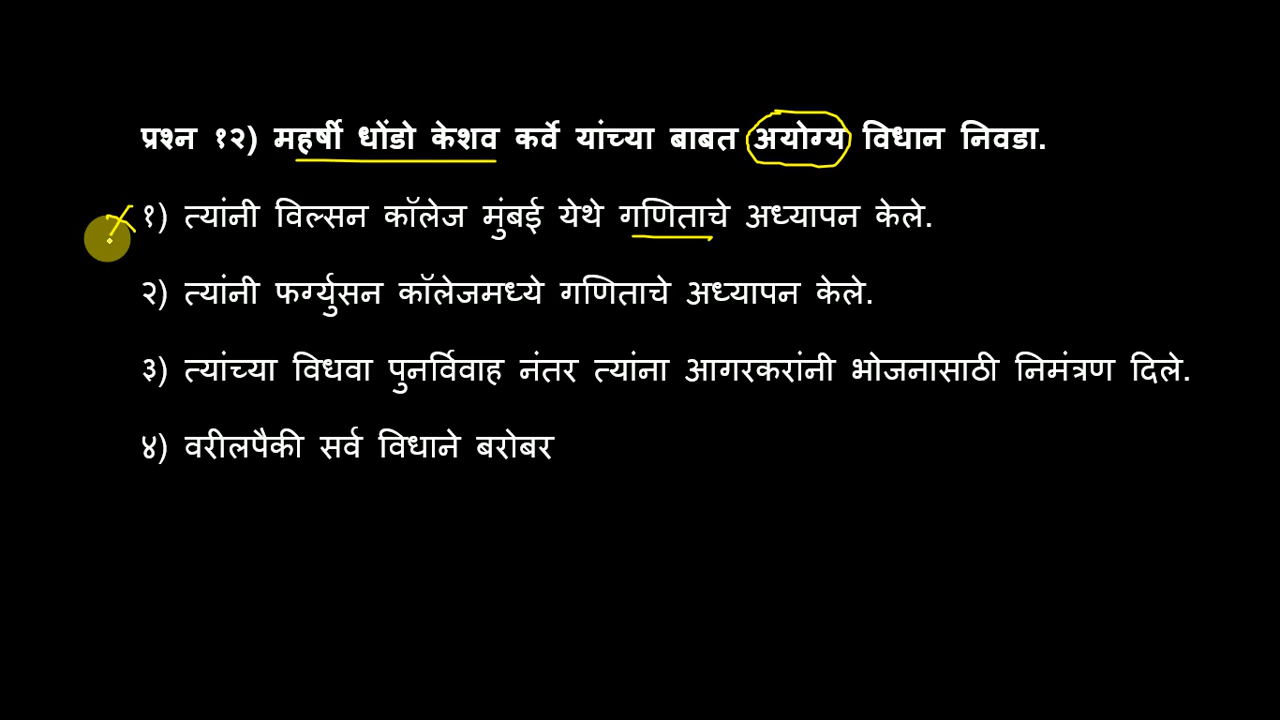 प्रश्न १२) महर्षी धोंडो केशव कर्वे यांच्या बाबत अयोग्य विधान निवडा.
१) त्यांनी विल्सन कॉलेज मुंबई येथे गणिताचे अध्यापन केले.
२) त्यांनी फर्ग्युसन कॉलेजमध्ये गणिताचे अध्यापन केले.
३) त्यांच्या विधवा पुनर्विवाह नंतर त्यांना आगरकरांनी भोजनासाठी निमंत्रण दिले.
४) वरीलपैकी सर्व विधाने बरोबर